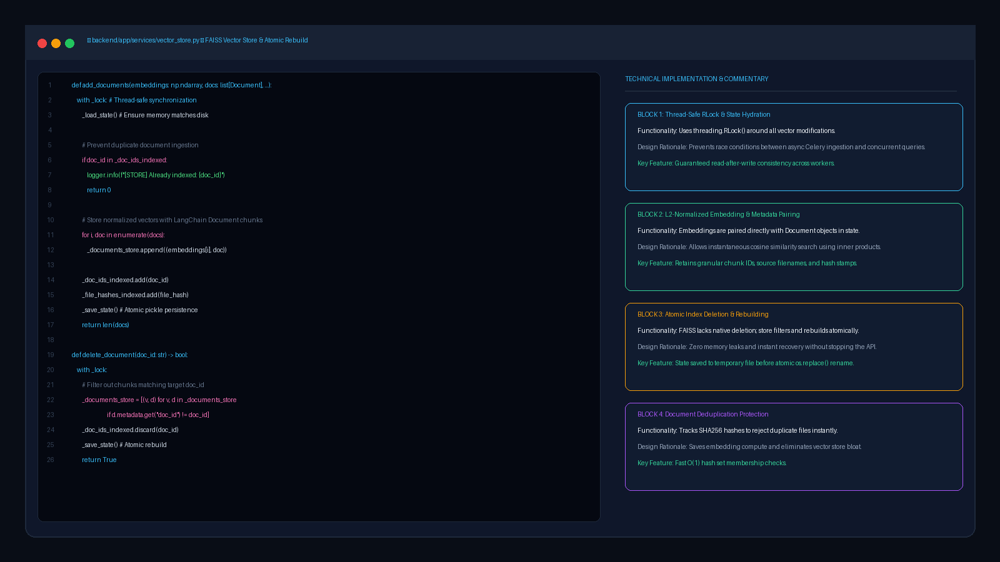 backend/app/services/vector_store.py FAISS Vector Store & Atomic Rebuild
1 def add_documents(embeddings: np.ndarray, docs: list[Document], ...):
2 with _lock: # Thread-safe synchronization
3 _load_state() # Ensure memory matches disk
4
5 # Prevent duplicate document ingestion
6 if doc_id in _doc_ids_indexed:
7 logger.info(f"[STORE] Already indexed: {doc_id}")
8 return 0
9
10 # Store normalized vectors with LangChain Document chunks
11 for i, doc in enumerate(docs):
12 _documents_store.append((embeddings[i], doc))
13
14 _doc_ids_indexed.add(doc_id)
15 _file_hashes_indexed.add(file_hash)
16 _save_state() # Atomic pickle persistence
17 return len(docs)
18
19 def delete_document(doc_id: str) -> bool:
20 with _lock:
21 # Filter out chunks matching target doc_id
22 _documents_store = [(v, d) for v, d in _documents_store
23 if d.metadata.get("doc_id") != doc_id]
24 _doc_ids_indexed.discard(doc_id)
25 _save_state() # Atomic rebuild
26 return True
TECHNICAL IMPLEMENTATION & COMMENTARY
BLOCK 1: Thread-Safe RLock & State Hydration
Functionality: Uses threading.RLock() around all vector modifications.
Design Rationale: Prevents race conditions between async Celery ingestion and concurrent queries.
Key Feature: Guaranteed read-after-write consistency across workers.
BLOCK 2: L2-Normalized Embedding & Metadata Pairing
Functionality: Embeddings are paired directly with Document objects in state.
Design Rationale: Allows instantaneous cosine similarity search using inner products.
Key Feature: Retains granular chunk IDs, source filenames, and hash stamps.
BLOCK 3: Atomic Index Deletion & Rebuilding
Functionality: FAISS lacks native deletion; store filters and rebuilds atomically.
Design Rationale: Zero memory leaks and instant recovery without stopping the API.
Key Feature: State saved to temporary file before atomic os.replace() rename.
BLOCK 4: Document Deduplication Protection
Functionality: Tracks SHA256 hashes to reject duplicate files instantly.
Design Rationale: Saves embedding compute and eliminates vector store bloat.
Key Feature: Fast O(1) hash set membership checks.